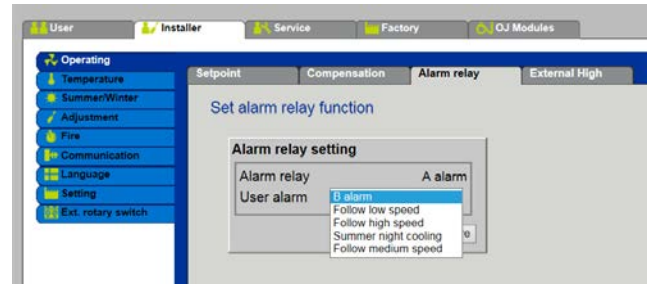 User Installer Service Factory OJ Modules
Operating
Temperature
Summer/Winter
Adjustment
Fire
Communication
Language
Setting
Ext. rotary switch
Setpoint Compensation Alarm relay External High
Set alarm relay function
Alarm relay setting
Alarm relay A alarm
User alarm B alarm
Follow low speed
Follow high speed
Summer night cooling
Follow medium speed